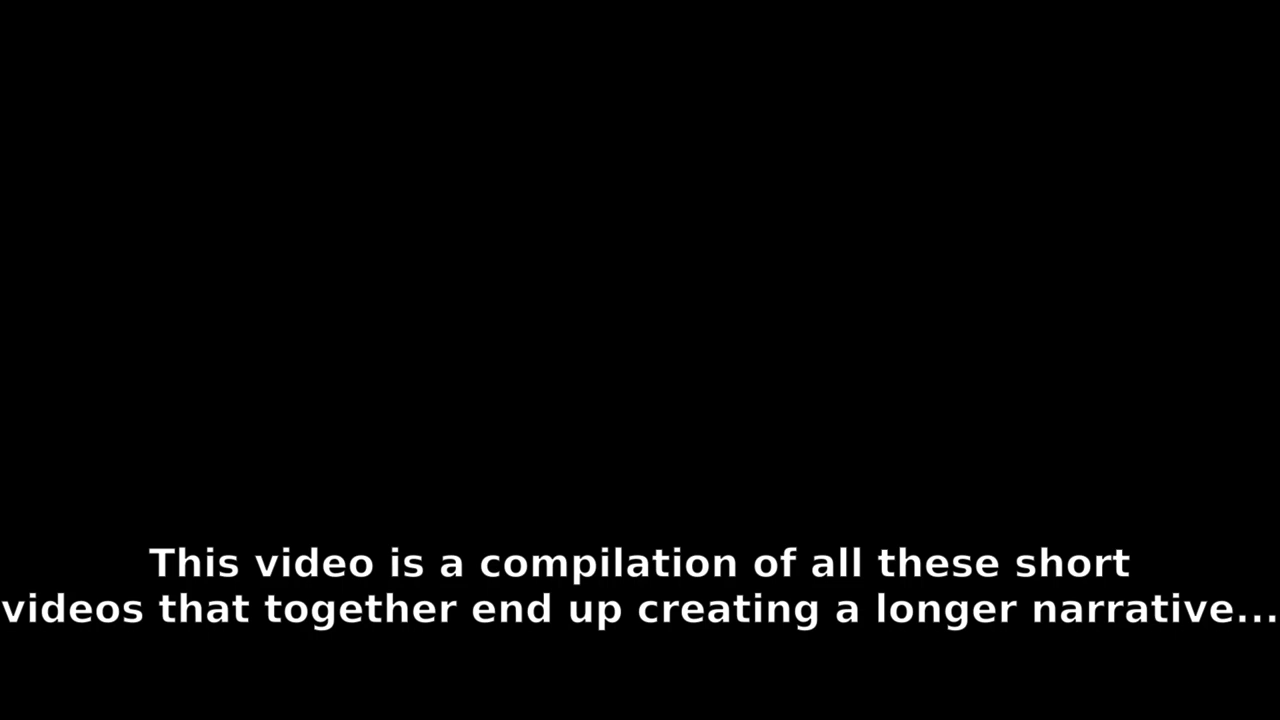 This video is a compilation of all these short
videos that together end up creating a longer narrative...